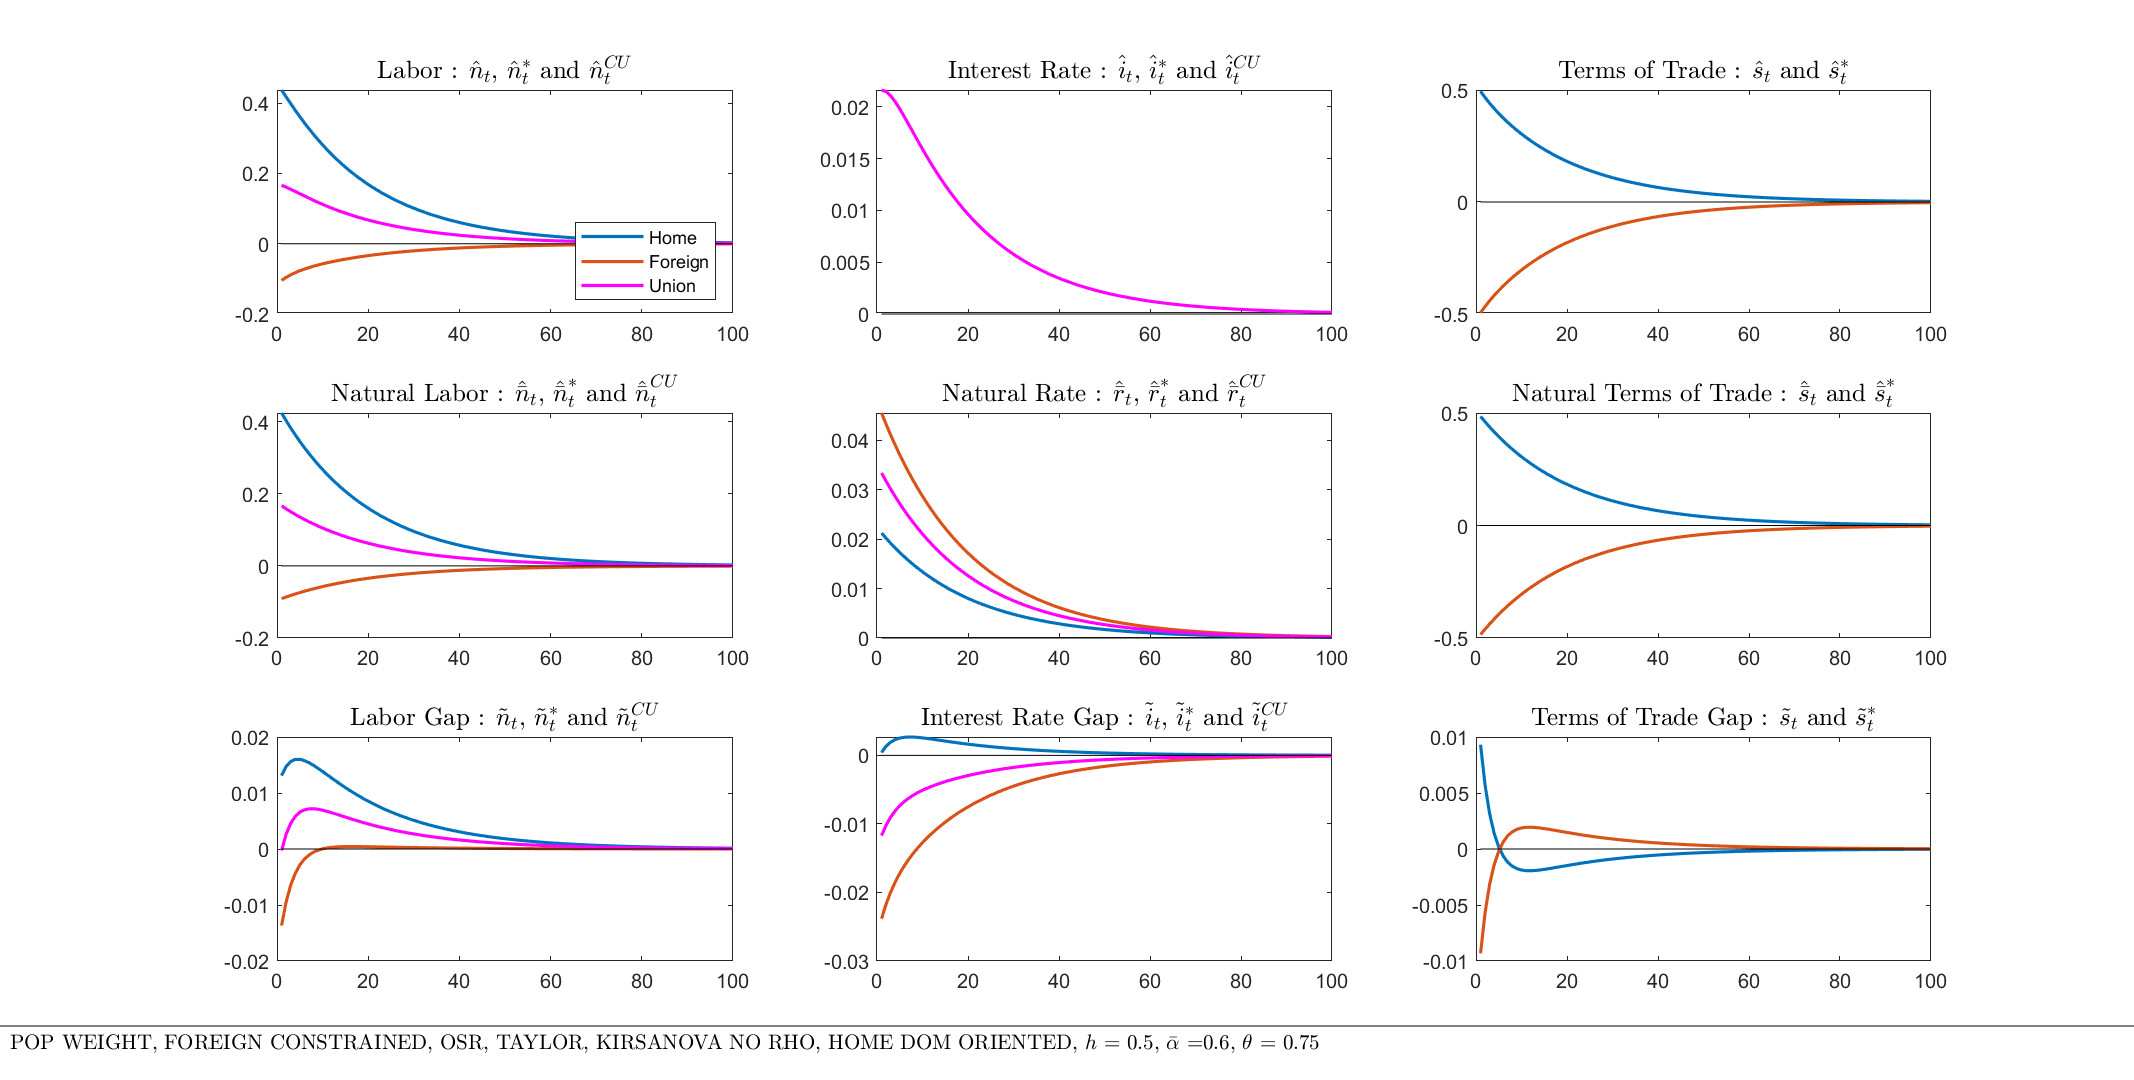 Labor : n̂ₜ, n̂ₜ* and n̂ₜᶜᵁ
Interest Rate : î̂ₜ, î̂ₜ* and î̂ₜᶜᵁ
Terms of Trade : ŝₜ and ŝₜ*
0.4
0.2
0
-0.2
0 20 40 60 80 100
Home
Foreign
Union
0.02
0.015
0.01
0.005
0
0 20 40 60 80 100
0.5
0
-0.5
0 20 40 60 80 100
Natural Labor : n̄̂ₜ, n̄̂ₜ* and n̄̂ₜᶜᵁ
Natural Rate : r̄̂ₜ, r̄̂ₜ* and r̄̂ₜᶜᵁ
Natural Terms of Trade : s̄̂ₜ and s̄̂ₜ*
0.4
0.2
0
-0.2
0 20 40 60 80 100
0.04
0.03
0.02
0.01
0
0 20 40 60 80 100
0.5
0
-0.5
0 20 40 60 80 100
Labor Gap : ñₜ, ñₜ* and ñₜᶜᵁ
Interest Rate Gap : ĩₜ, ĩₜ* and ĩₜᶜᵁ
Terms of Trade Gap : s̃ₜ and s̃ₜ*
0.02
0.01
0
-0.01
-0.02
0 20 40 60 80 100
0
-0.01
-0.02
-0.03
0 20 40 60 80 100
0.01
0.005
0
-0.005
-0.01
0 20 40 60 80 100
POP WEIGHT, FOREIGN CONSTRAINED, OSR, TAYLOR, KIRSANOVA NO RHO, HOME DOM ORIENTED, h = 0.5, ᾱ =0.6, θ = 0.75